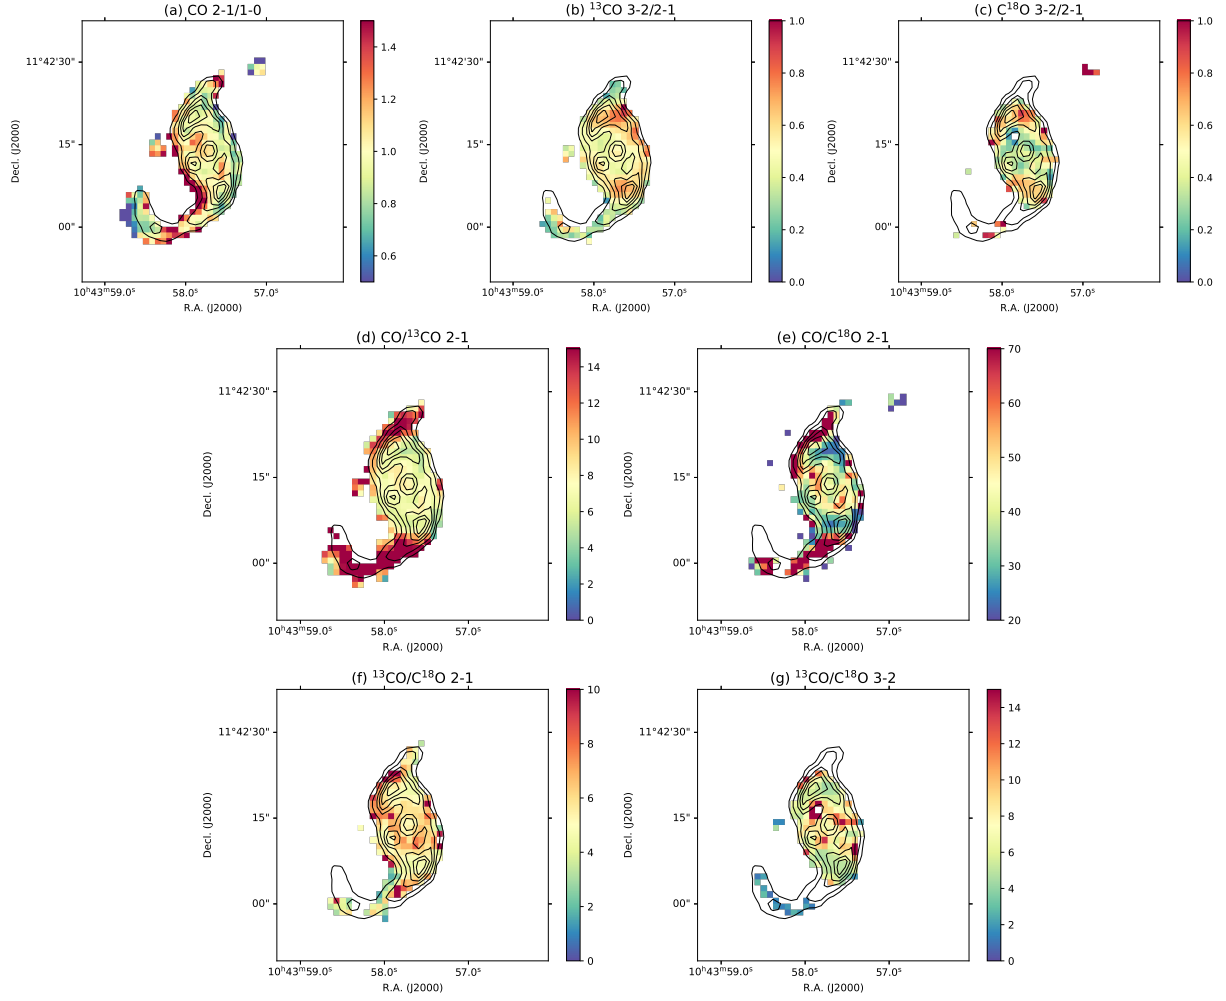 (a) CO 2-1/1-0
(b) ¹³CO 3-2/2-1
(c) C¹⁸O 3-2/2-1
11°42'30"
15"
00"
10ʰ43ᵐ59.0ˢ
58.0ˢ
57.0ˢ
Decl. (J2000)
R.A. (J2000)
1.4
1.2
1.0
0.8
0.6
11°42'30"
15"
00"
10ʰ43ᵐ59.0ˢ
58.0ˢ
57.0ˢ
Decl. (J2000)
R.A. (J2000)
1.0
0.8
0.6
0.4
0.2
0.0
11°42'30"
15"
00"
10ʰ43ᵐ59.0ˢ
58.0ˢ
57.0ˢ
Decl. (J2000)
R.A. (J2000)
1.0
0.8
0.6
0.4
0.2
0.0
(d) CO/¹³CO 2-1
(e) CO/C¹⁸O 2-1
11°42'30"
15"
00"
10ʰ43ᵐ59.0ˢ
58.0ˢ
57.0ˢ
Decl. (J2000)
R.A. (J2000)
14
12
10
8
6
4
2
0
11°42'30"
15"
00"
10ʰ43ᵐ59.0ˢ
58.0ˢ
57.0ˢ
Decl. (J2000)
R.A. (J2000)
70
60
50
40
30
20
(f) ¹³CO/C¹⁸O 2-1
(g) ¹³CO/C¹⁸O 3-2
11°42'30"
15"
00"
10ʰ43ᵐ59.0ˢ
58.0ˢ
57.0ˢ
Decl. (J2000)
R.A. (J2000)
10
8
6
4
2
0
11°42'30"
15"
00"
10ʰ43ᵐ59.0ˢ
58.0ˢ
57.0ˢ
Decl. (J2000)
R.A. (J2000)
14
12
10
8
6
4
2
0